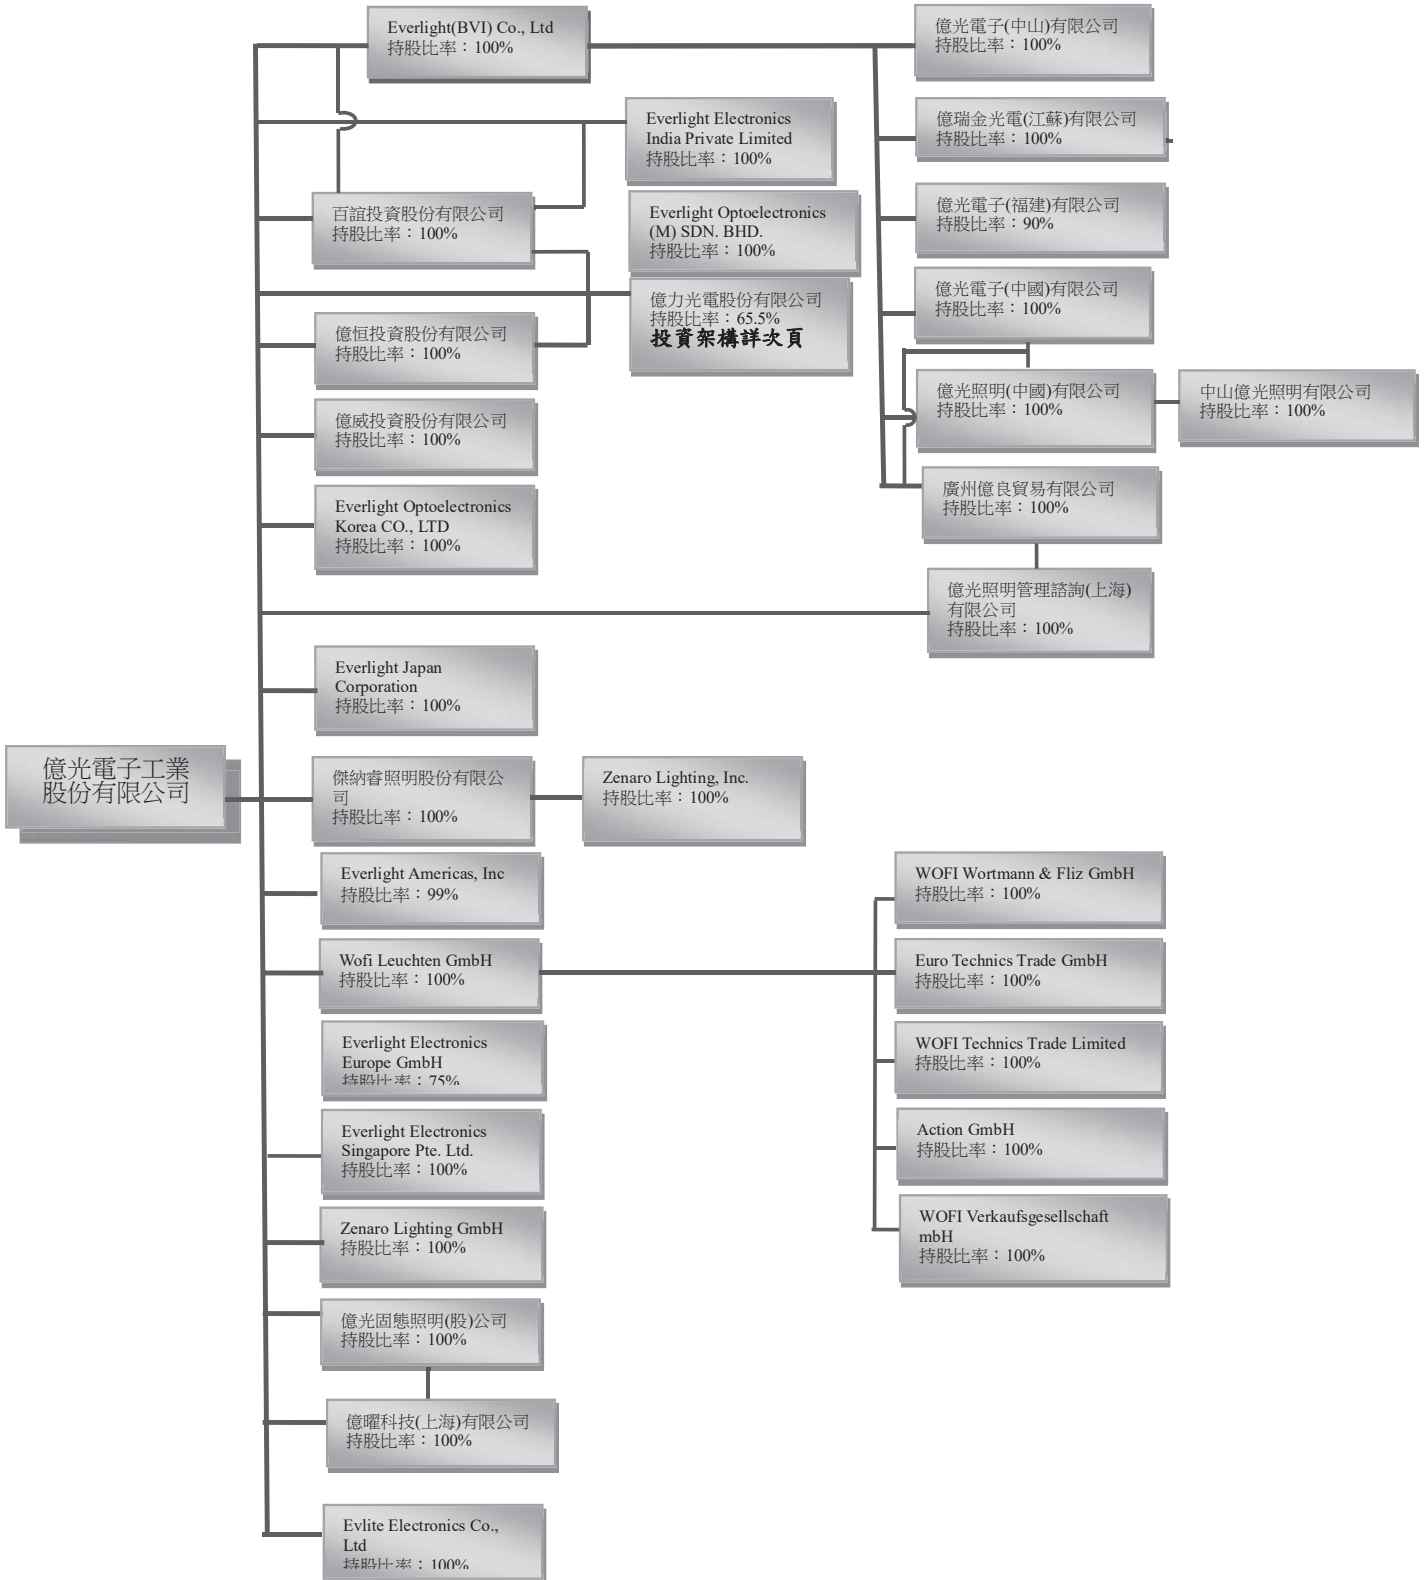 Everlight(BVI) Co., Ltd
持股比率：100%
億光電子(中山)有限公司
持股比率：100%
Everlight Electronics
India Private Limited
持股比率：100%
億瑞金光電(江蘇)有限公司
持股比率：100%
百誼投資股份有限公司
持股比率：100%
Everlight Optoelectronics
(M) SDN. BHD.
持股比率：100%
億光電子(福建)有限公司
持股比率：90%
億力光電股份有限公司
持股比率：65.5%
投資架構詳次頁
億光電子(中國)有限公司
持股比率：100%
億恒投資股份有限公司
持股比率：100%
億光照明(中國)有限公司
持股比率：100%
中山億光照明有限公司
持股比率：100%
億威投資股份有限公司
持股比率：100%
Everlight Optoelectronics
Korea CO., LTD
持股比率：100%
廣州億良貿易有限公司
持股比率：100%
億光照明管理諮詢(上海)
有限公司
持股比率：100%
Everlight Japan
Corporation
持股比率：100%
億光電子工業
股份有限公司
傑納睿照明股份有限公
司
持股比率：100%
Zenaro Lighting, Inc.
持股比率：100%
Everlight Americas, Inc
持股比率：99%
WOFI Wortmann & Fliz GmbH
持股比率：100%
Wofi Leuchten GmbH
持股比率：100%
Euro Technics Trade GmbH
持股比率：100%
Everlight Electronics
Europe GmbH
持股比率：75%
WOFI Technics Trade Limited
持股比率：100%
Everlight Electronics
Singapore Pte. Ltd.
持股比率：100%
Action GmbH
持股比率：100%
Zenaro Lighting GmbH
持股比率：100%
WOFI Verkaufsgesellschaft
mbH
持股比率：100%
億光固態照明(股)公司
持股比率：100%
億曜科技(上海)有限公司
持股比率：100%
Evlite Electronics Co.,
Ltd
持股比率：100%